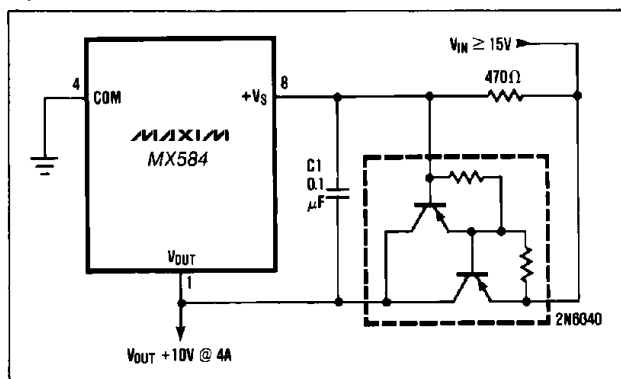 VIN ≥ 15V
470Ω
4
COM
+VS
8
MAXIM
MX584
C1
0.1
µF
VOUT
1
2N6040
VOUT +10V @ 4A